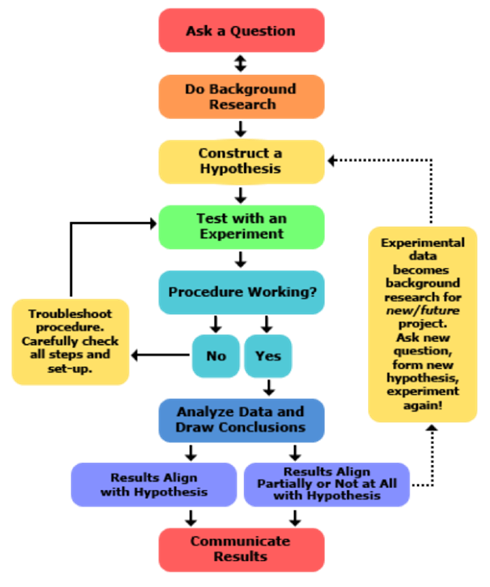 Ask a Question
Do Background
Research
Construct a
Hypothesis
Test with an
Experiment
Procedure Working?
Troubleshoot
procedure.
Carefully check
all steps and
set-up.
No
Yes
Experimental
data
becomes
background
research for
new/future
project.
Ask new
question,
form new
hypothesis,
experiment
again!
Analyze Data and
Draw Conclusions
Results Align
with Hypothesis
Results Align
Partially or Not at All
with Hypothesis
Communicate
Results